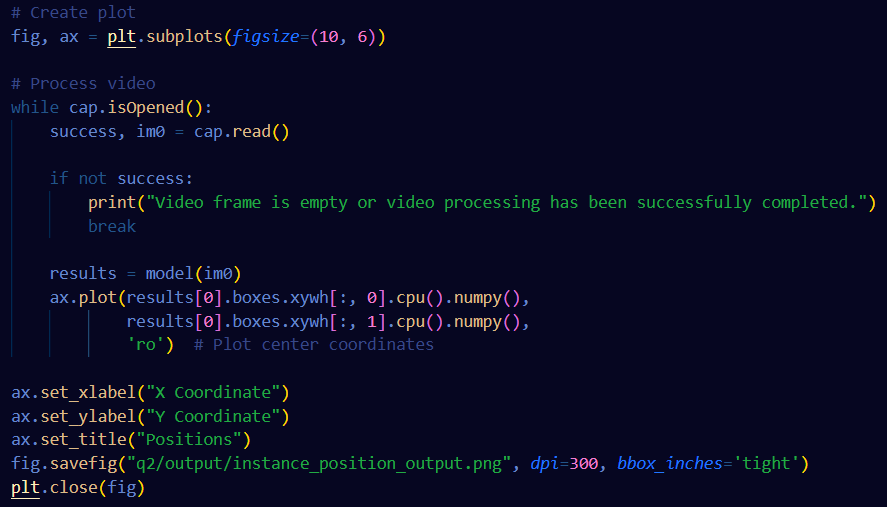 # Create plot
fig, ax = plt.subplots(figsize=(10, 6))

# Process video
while cap.isOpened():
    success, im0 = cap.read()

    if not success:
        print("Video frame is empty or video processing has been successfully completed.")
        break

    results = model(im0)
    ax.plot(results[0].boxes.xywh[:, 0].cpu().numpy(),
            results[0].boxes.xywh[:, 1].cpu().numpy(),
            'ro')  # Plot center coordinates

ax.set_xlabel("X Coordinate")
ax.set_ylabel("Y Coordinate")
ax.set_title("Positions")
fig.savefig("q2/output/instance_position_output.png", dpi=300, bbox_inches='tight')
plt.close(fig)